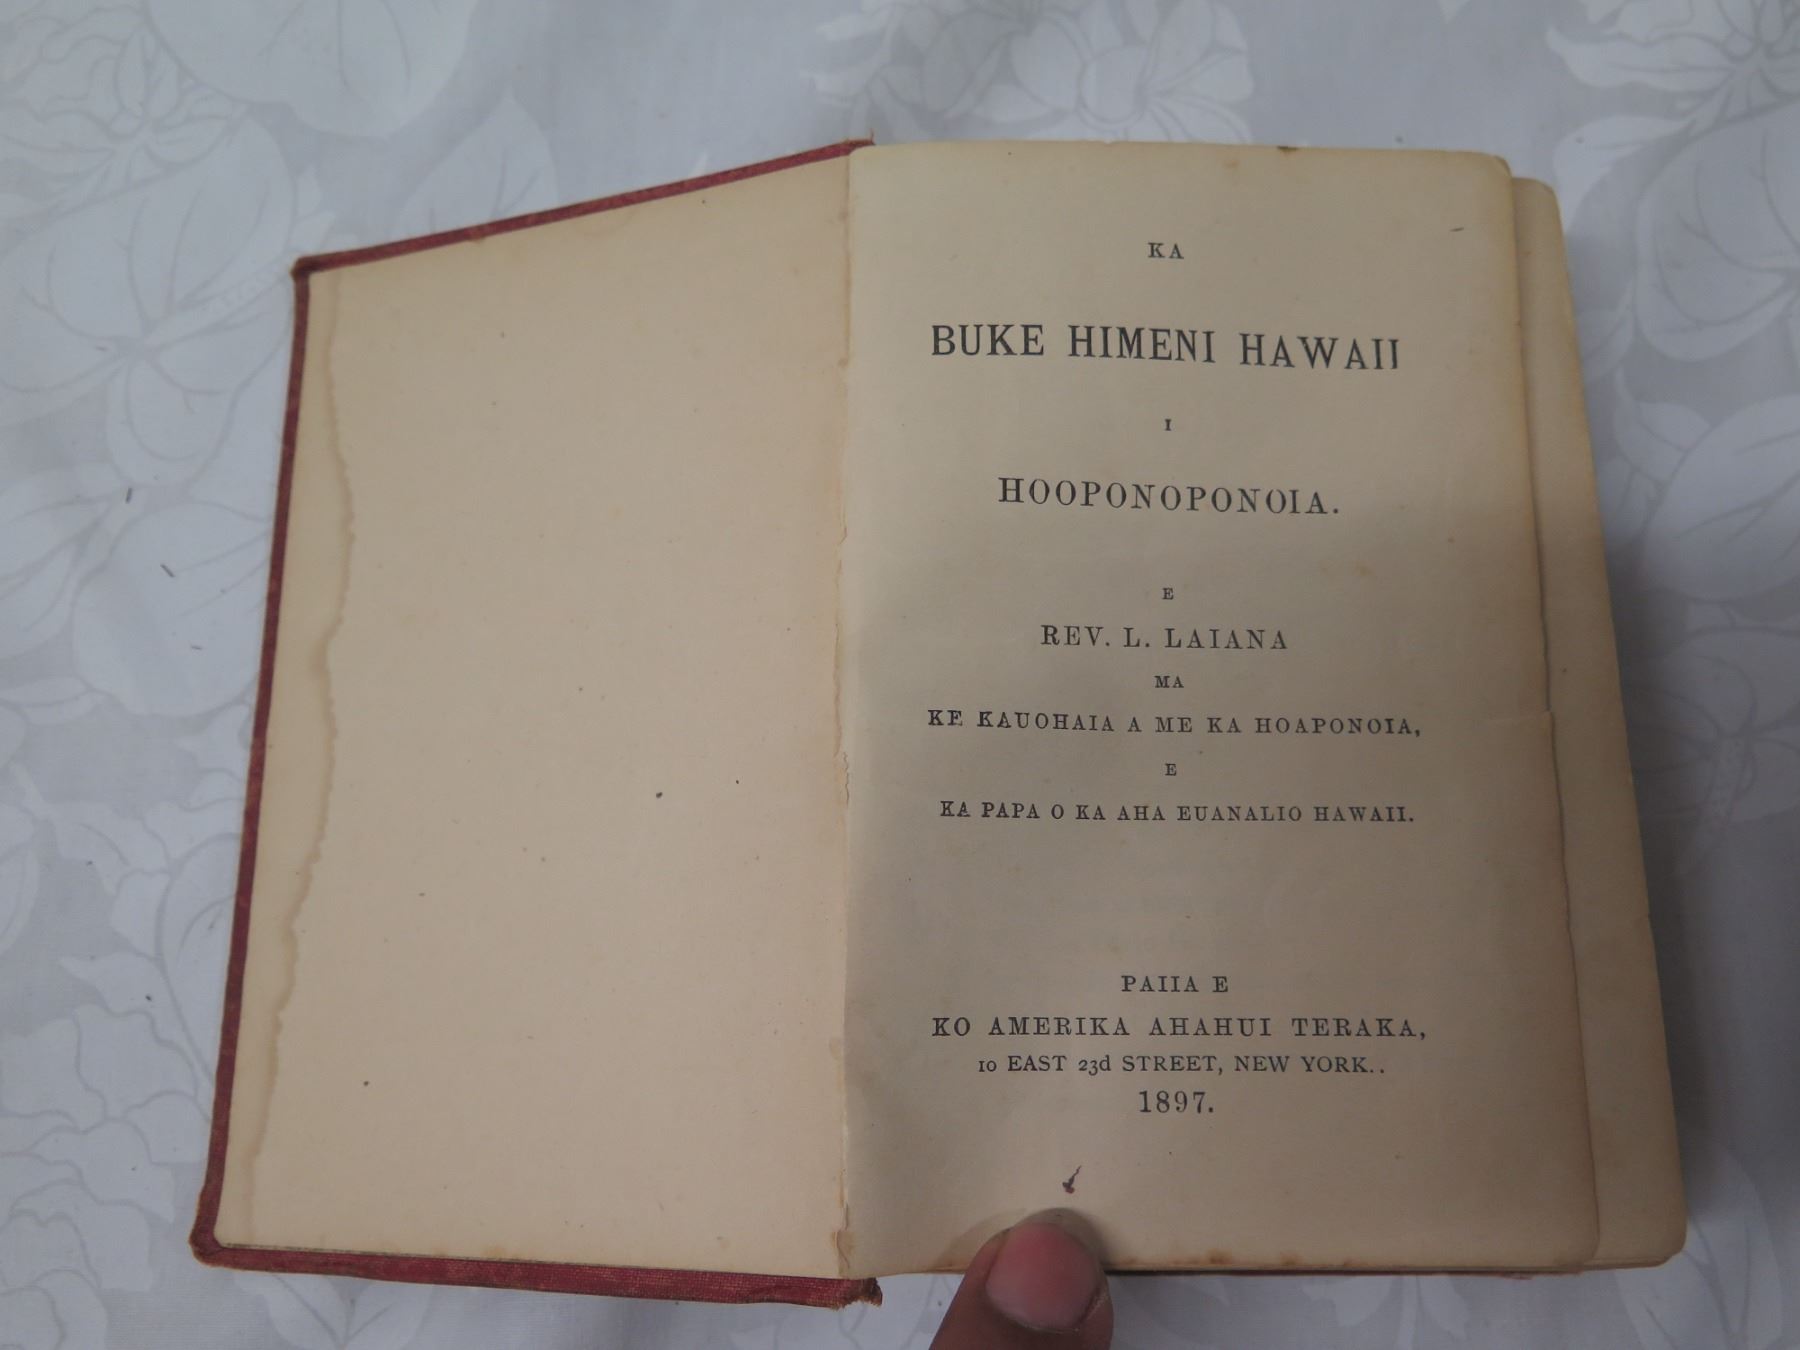 KA
BUKE HIMENI HAWAII
I
HOOPONOPONOIA.
E
REV. L. LAIANA
MA
KE KAUOHAIA A ME KA HOAPONOIA,
E
KA PAPA O KA AHA EUANALIO HAWAII.
PAIIA E
KO AMERIKA AHAHUI TERAKA,
10 EAST 23d STREET, NEW YORK..
1897.